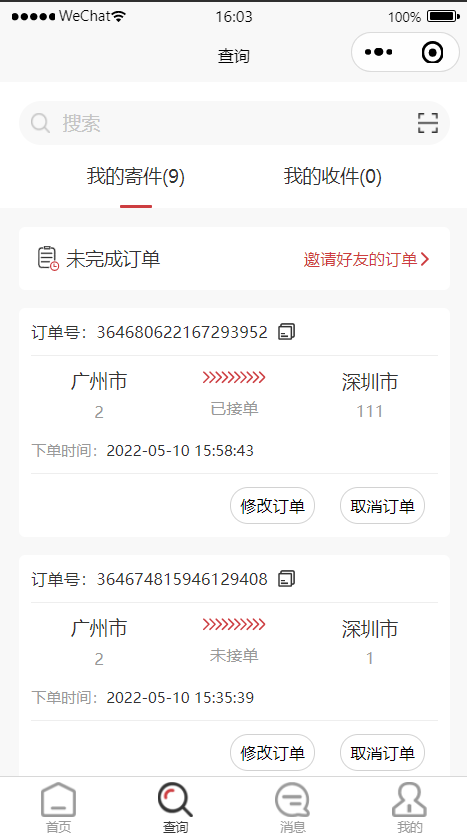 WeChat 16:03 100%
查询
搜索
我的寄件(9) 我的收件(0)
未完成订单 邀请好友的订单
订单号：364680622167293952
广州市 深圳市
2 已接单 111
下单时间：2022-05-10 15:58:43
修改订单 取消订单
订单号：364674815946129408
广州市 深圳市
2 未接单 1
下单时间：2022-05-10 15:35:39
修改订单 取消订单
首页 查询 消息 我的